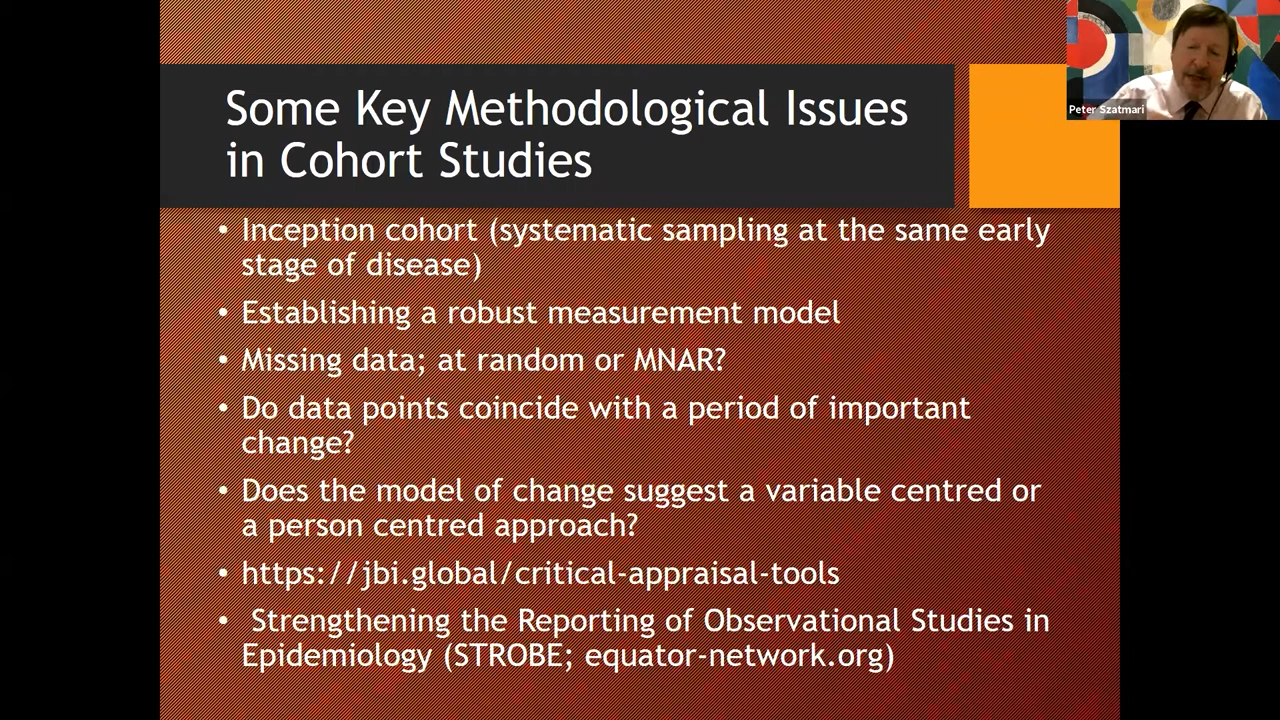 Some Key Methodological Issues
in Cohort Studies
Peter Szatmari
• Inception cohort (systematic sampling at the same early
stage of disease)
• Establishing a robust measurement model
• Missing data; at random or MNAR?
• Do data points coincide with a period of important
change?
• Does the model of change suggest a variable centred or
a person centred approach?
• https://jbi.global/critical-appraisal-tools
• Strengthening the Reporting of Observational Studies in
Epidemiology (STROBE; equator-network.org)